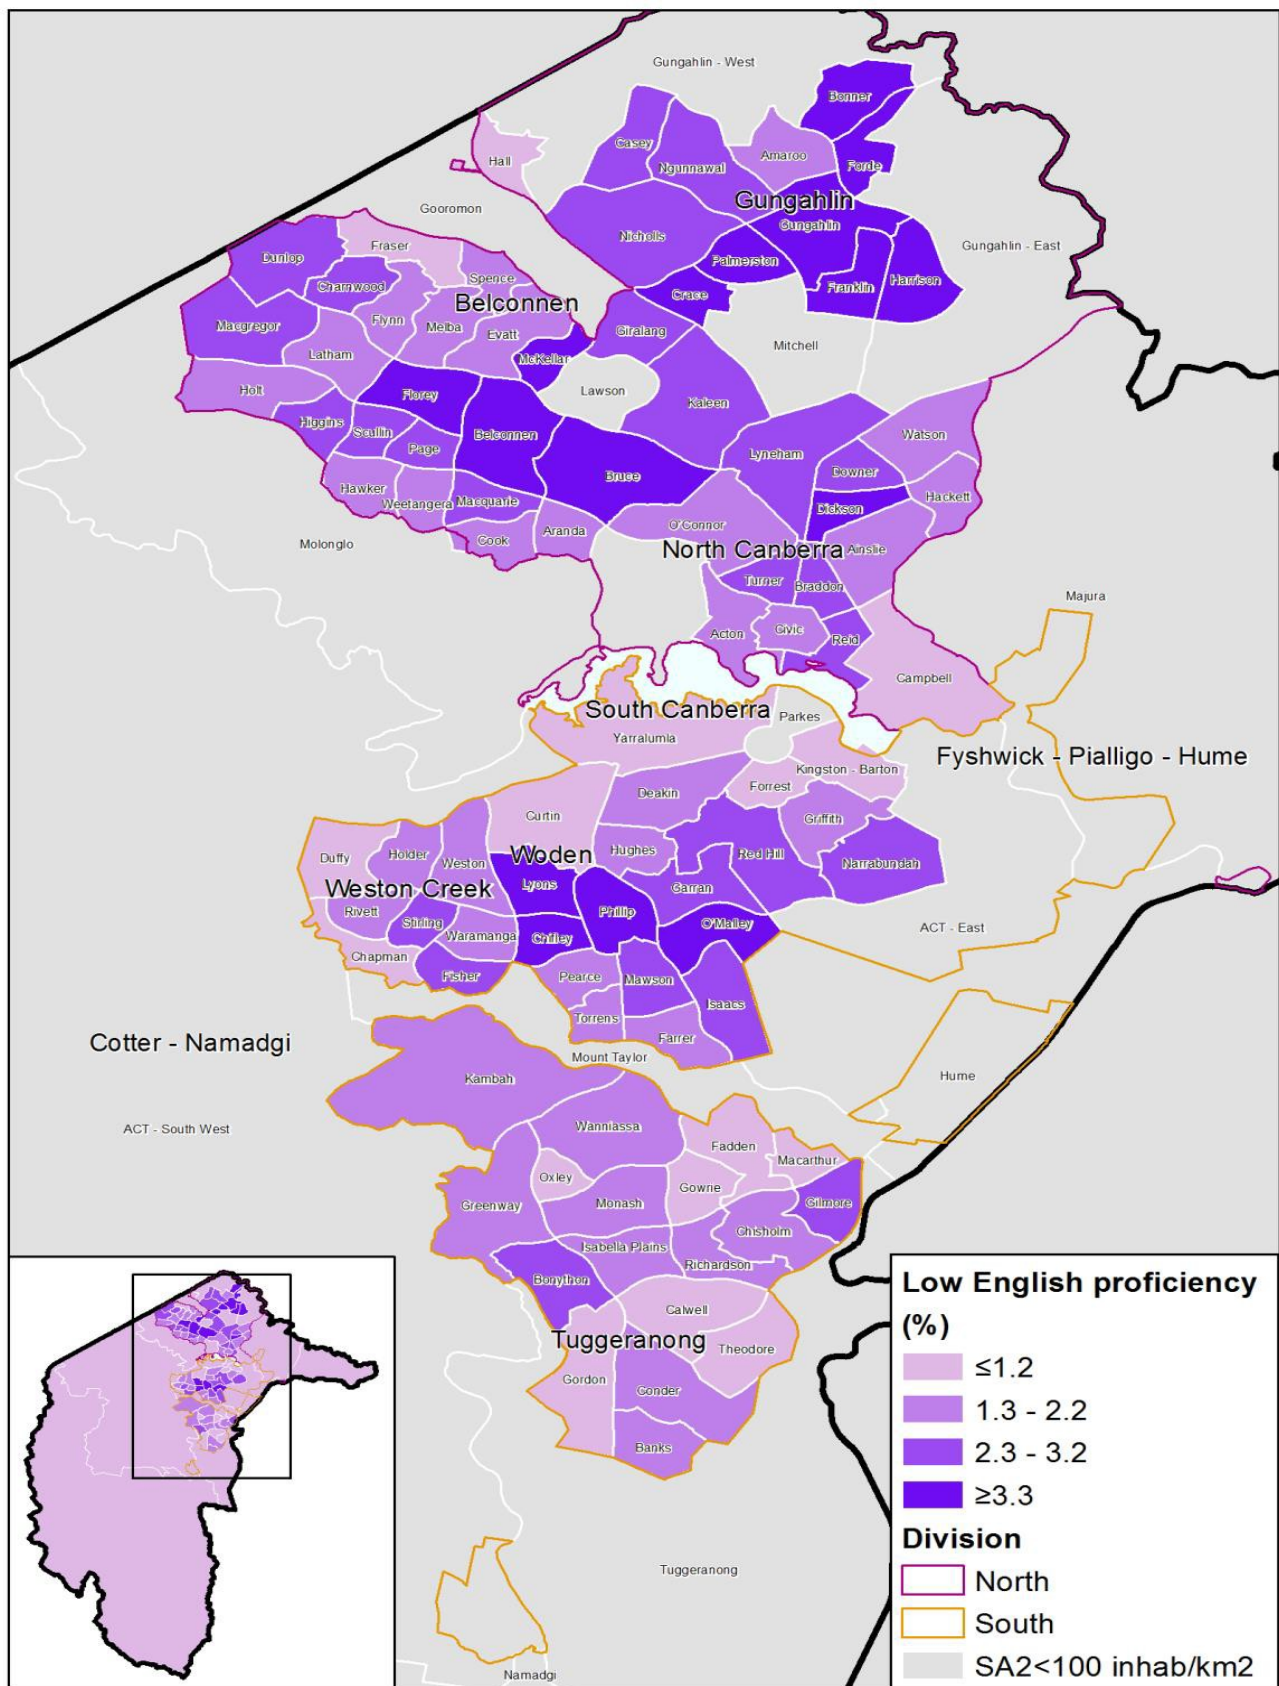 Gungahlin - West
Bonner
Casey
Amaroo
Hall
Ngunnawal
Forde
Gungahlin
Gooromon
Gungahlin
Nicholls
Gungahlin - East
Fraser
Dunlop
Palmerston
Spence
Charnwood
Franklin
Harrison
Crace
Belconnen
Flynn
Macgregor
Melba
Evatt
Giralang
Mitchell
Latham
McKellar
Holt
Florey
Lawson
Kaleen
Higgins
Scullin
Belconnen
Watson
Page
Lyneham
Downer
Bruce
Hawker
Weetangera
Macquarie
Dickson
Hackett
O'Connor
Aranda
Cook
Molonglo
North Canberra
Ainslie
Turner
Braddon
Majura
Acton
Civic
Reid
Campbell
South Canberra
Parkes
Yarralumla
Fyshwick - Pialligo - Hume
Kingston - Barton
Forrest
Deakin
Curtin
Griffith
Hughes
Duffy
Holder
Weston
Woden
Red Hill
Narrabundah
Weston Creek
Lyons
Garran
Rivett
Phillip
Stirling
O'Malley
Waramanga
Chifley
ACT - East
Chapman
Fisher
Pearce
Mawson
Isaacs
Torrens
Farrer
Cotter - Namadgi
Mount Taylor
Kambah
Hume
ACT - South West
Wanniassa
Fadden
Macarthur
Oxley
Gowrie
Greenway
Monash
Gilmore
Chisholm
Isabella Plains
Richardson
Bonython
Calwell
Tuggeranong
Theodore
Gordon
Conder
Banks
Tuggeranong
Namadgi
Low English proficiency
(%)
≤1.2
1.3 - 2.2
2.3 - 3.2
≥3.3
Division
North
South
SA2<100 inhab/km2